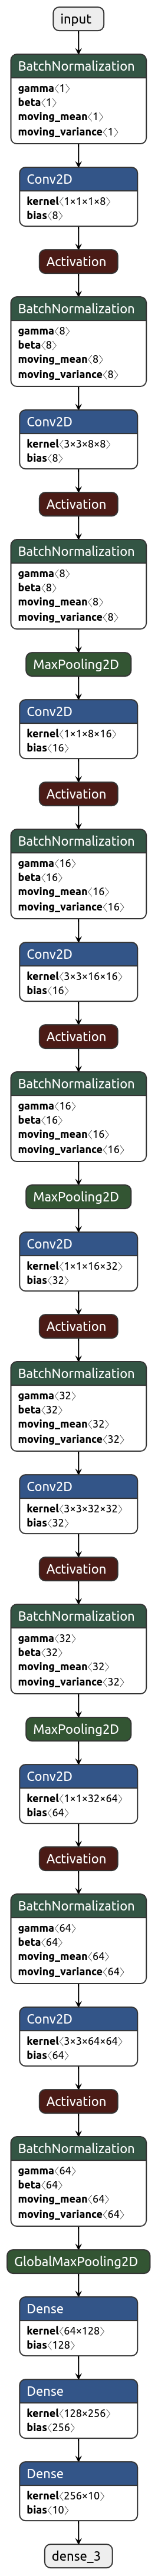 input
BatchNormalization
gamma⟨1⟩
beta⟨1⟩
moving_mean⟨1⟩
moving_variance⟨1⟩
Conv2D
kernel⟨1×1×1×8⟩
bias⟨8⟩
Activation
BatchNormalization
gamma⟨8⟩
beta⟨8⟩
moving_mean⟨8⟩
moving_variance⟨8⟩
Conv2D
kernel⟨3×3×8×8⟩
bias⟨8⟩
Activation
BatchNormalization
gamma⟨8⟩
beta⟨8⟩
moving_mean⟨8⟩
moving_variance⟨8⟩
MaxPooling2D
Conv2D
kernel⟨1×1×8×16⟩
bias⟨16⟩
Activation
BatchNormalization
gamma⟨16⟩
beta⟨16⟩
moving_mean⟨16⟩
moving_variance⟨16⟩
Conv2D
kernel⟨3×3×16×16⟩
bias⟨16⟩
Activation
BatchNormalization
gamma⟨16⟩
beta⟨16⟩
moving_mean⟨16⟩
moving_variance⟨16⟩
MaxPooling2D
Conv2D
kernel⟨1×1×16×32⟩
bias⟨32⟩
Activation
BatchNormalization
gamma⟨32⟩
beta⟨32⟩
moving_mean⟨32⟩
moving_variance⟨32⟩
Conv2D
kernel⟨3×3×32×32⟩
bias⟨32⟩
Activation
BatchNormalization
gamma⟨32⟩
beta⟨32⟩
moving_mean⟨32⟩
moving_variance⟨32⟩
MaxPooling2D
Conv2D
kernel⟨1×1×32×64⟩
bias⟨64⟩
Activation
BatchNormalization
gamma⟨64⟩
beta⟨64⟩
moving_mean⟨64⟩
moving_variance⟨64⟩
Conv2D
kernel⟨3×3×64×64⟩
bias⟨64⟩
Activation
BatchNormalization
gamma⟨64⟩
beta⟨64⟩
moving_mean⟨64⟩
moving_variance⟨64⟩
GlobalMaxPooling2D
Dense
kernel⟨64×128⟩
bias⟨128⟩
Dense
kernel⟨128×256⟩
bias⟨256⟩
Dense
kernel⟨256×10⟩
bias⟨10⟩
dense_3